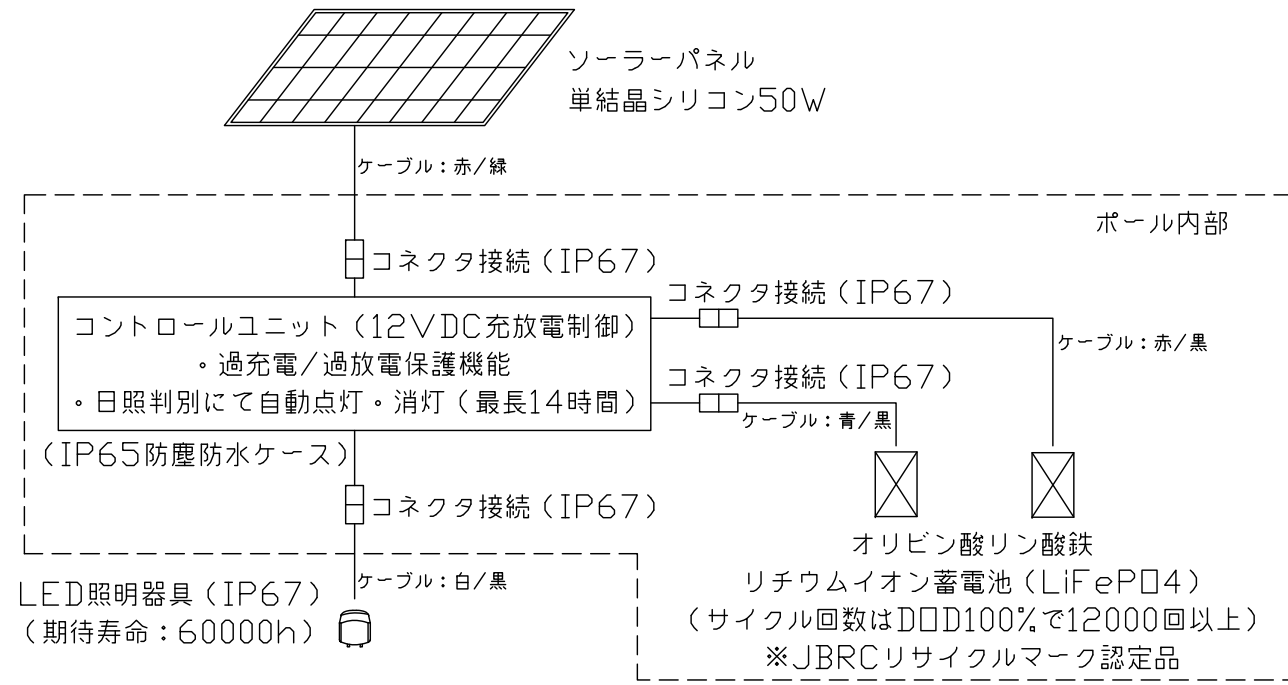 ソーラーパネル
単結晶シリコン50W
ケーブル：赤/緑
ポール内部
コネクタ接続（IP67）
コネクタ接続（IP67）
コントロールユニット（12VDC充放電制御）
・過充電/過放電保護機能
・日照判別にて自動点灯・消灯（最長14時間）
ケーブル：赤/黒
コネクタ接続（IP67）
ケーブル：青/黒
（IP65防塵防水ケース）
コネクタ接続（IP67）
オリビン酸リン酸鉄
リチウムイオン蓄電池（LiFePO4）
（サイクル回数はDOD100%で12000回以上）
※JBRCリサイクルマーク認定品
ケーブル：白/黒
LED照明器具（IP67）
（期待寿命：60000h）